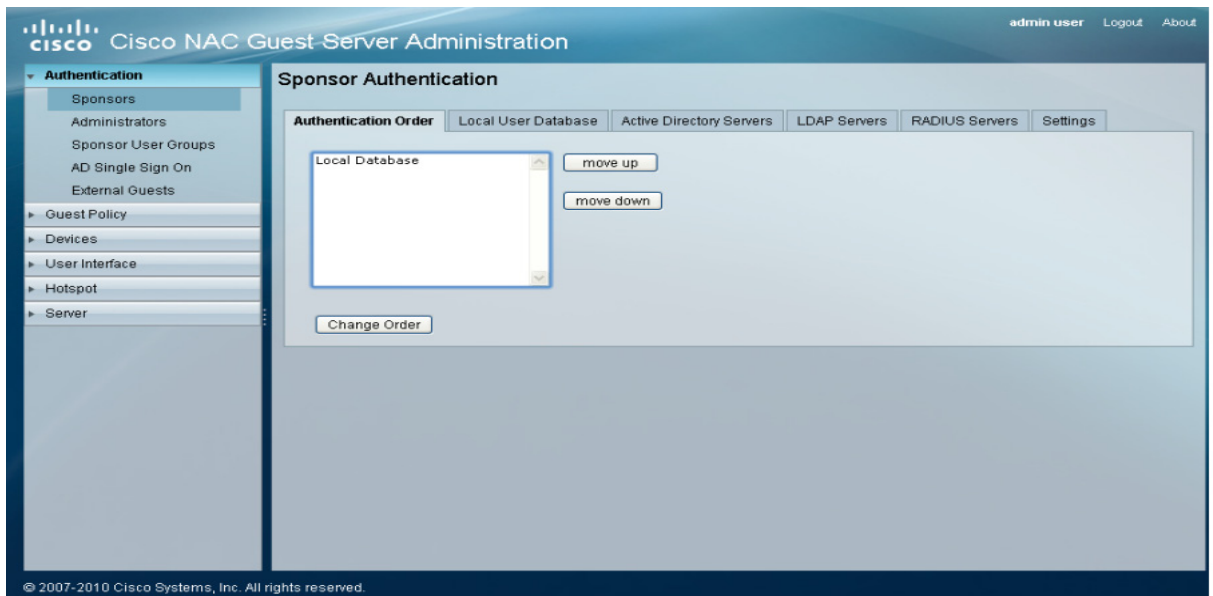 admin user Logout About
CISCO Cisco NAC Guest Server Administration
Authentication
Sponsors
Administrators
Sponsor User Groups
AD Single Sign On
External Guests
Guest Policy
Devices
User Interface
Hotspot
Server
Sponsor Authentication
Authentication Order Local User Database Active Directory Servers LDAP Servers RADIUS Servers Settings
Local Database
move up
move down
Change Order
© 2007-2010 Cisco Systems, Inc. All rights reserved.